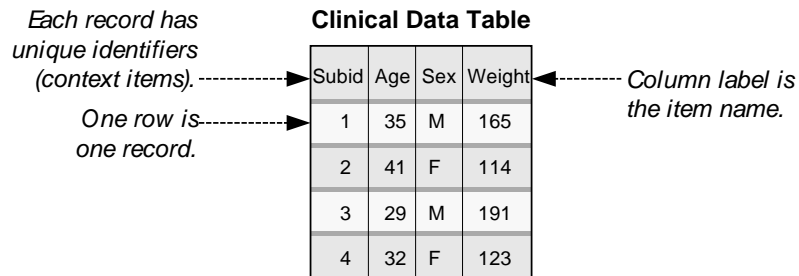 Clinical Data Table
Each record has
unique identifiers
(context items).
One row is
one record.
Subid Age Sex Weight
1 35 M 165
2 41 F 114
3 29 M 191
4 32 F 123
Column label is
the item name.